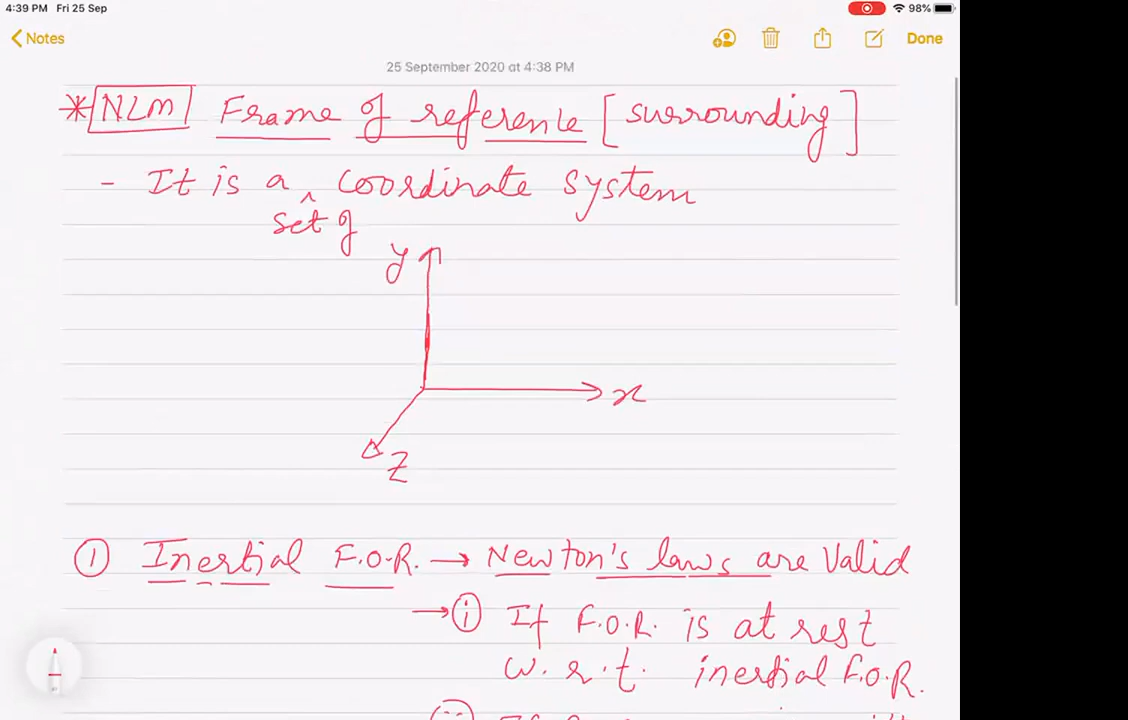 4:39 PM Fri 25 Sep
98%
Notes
Done
25 September 2020 at 4:38 PM
* NLM Frame of reference [surrounding]
- It is a ^ coordinate system
set of
y
x
z
① Inertial F.O.R. → Newton's laws are Valid
→ ⓘ If F.O.R. is at rest
w.r.t. inertial F.O.R.